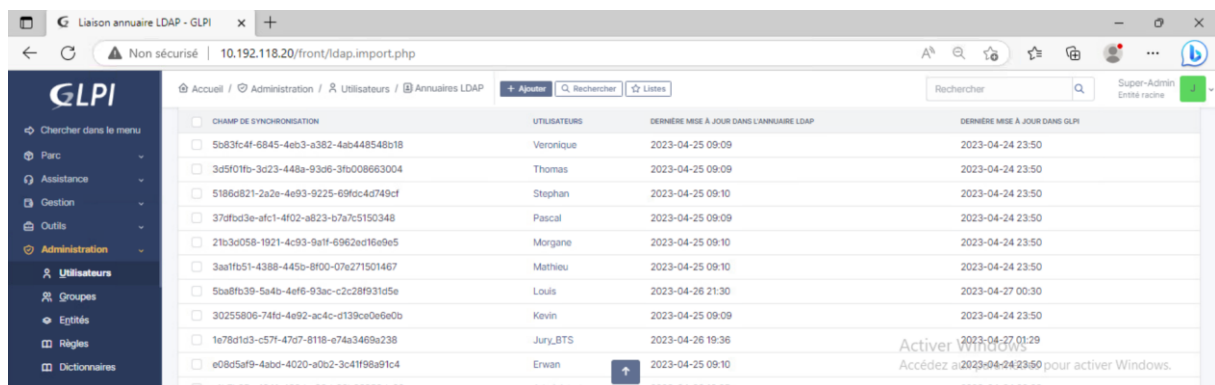 Liaison annuaire LDAP - GLPI
Non sécurisé | 10.192.118.20/front/ldap.import.php
GLPI
Accueil / Administration / Utilisateurs / Annuaires LDAP
+ Ajouter
Rechercher
Listes
Rechercher
Super-Admin
Entité racine
J
Chercher dans le menu
Parc
Assistance
Gestion
Outils
Administration
Utilisateurs
Groupes
Entités
Règles
Dictionnaires
CHAMP DE SYNCHRONISATION UTILISATEURS DERNIÈRE MISE À JOUR DANS L'ANNUAIRE LDAP DERNIÈRE MISE À JOUR DANS GLPI
5b83fc4f-6845-4eb3-a382-4ab448548b18 Veronique 2023-04-25 09:09 2023-04-24 23:50
3d5f01fb-3d23-448a-93d6-3fb008663004 Thomas 2023-04-25 09:09 2023-04-24 23:50
5186d821-2a2e-4e93-9225-69fdc4d749cf Stephan 2023-04-25 09:10 2023-04-24 23:50
37dfbd3e-afc1-4f02-a823-b7a7c5150348 Pascal 2023-04-25 09:09 2023-04-24 23:50
21b3d058-1921-4c93-9a1f-6962ed16e9e5 Morgane 2023-04-25 09:10 2023-04-24 23:50
3aa1fb51-4388-445b-8f00-07e271501467 Mathieu 2023-04-25 09:10 2023-04-24 23:50
5ba8fb39-5a4b-4ef6-93ac-c2c28f931d5e Louis 2023-04-26 21:30 2023-04-27 00:30
30255806-74fd-4e92-ac4c-d139ce0e6e0b Kevin 2023-04-25 09:09 2023-04-24 23:50
1e78d1d3-c57f-47d7-8118-e74a3469a238 Jury_BTS 2023-04-26 19:36 2023-04-27 01:29
e08d5af9-4abd-4020-a0b2-3c41f98a91c4 Erwan 2023-04-25 09:10 2023-04-24 23:50
Activer Windows
Accédez pour activer Windows.